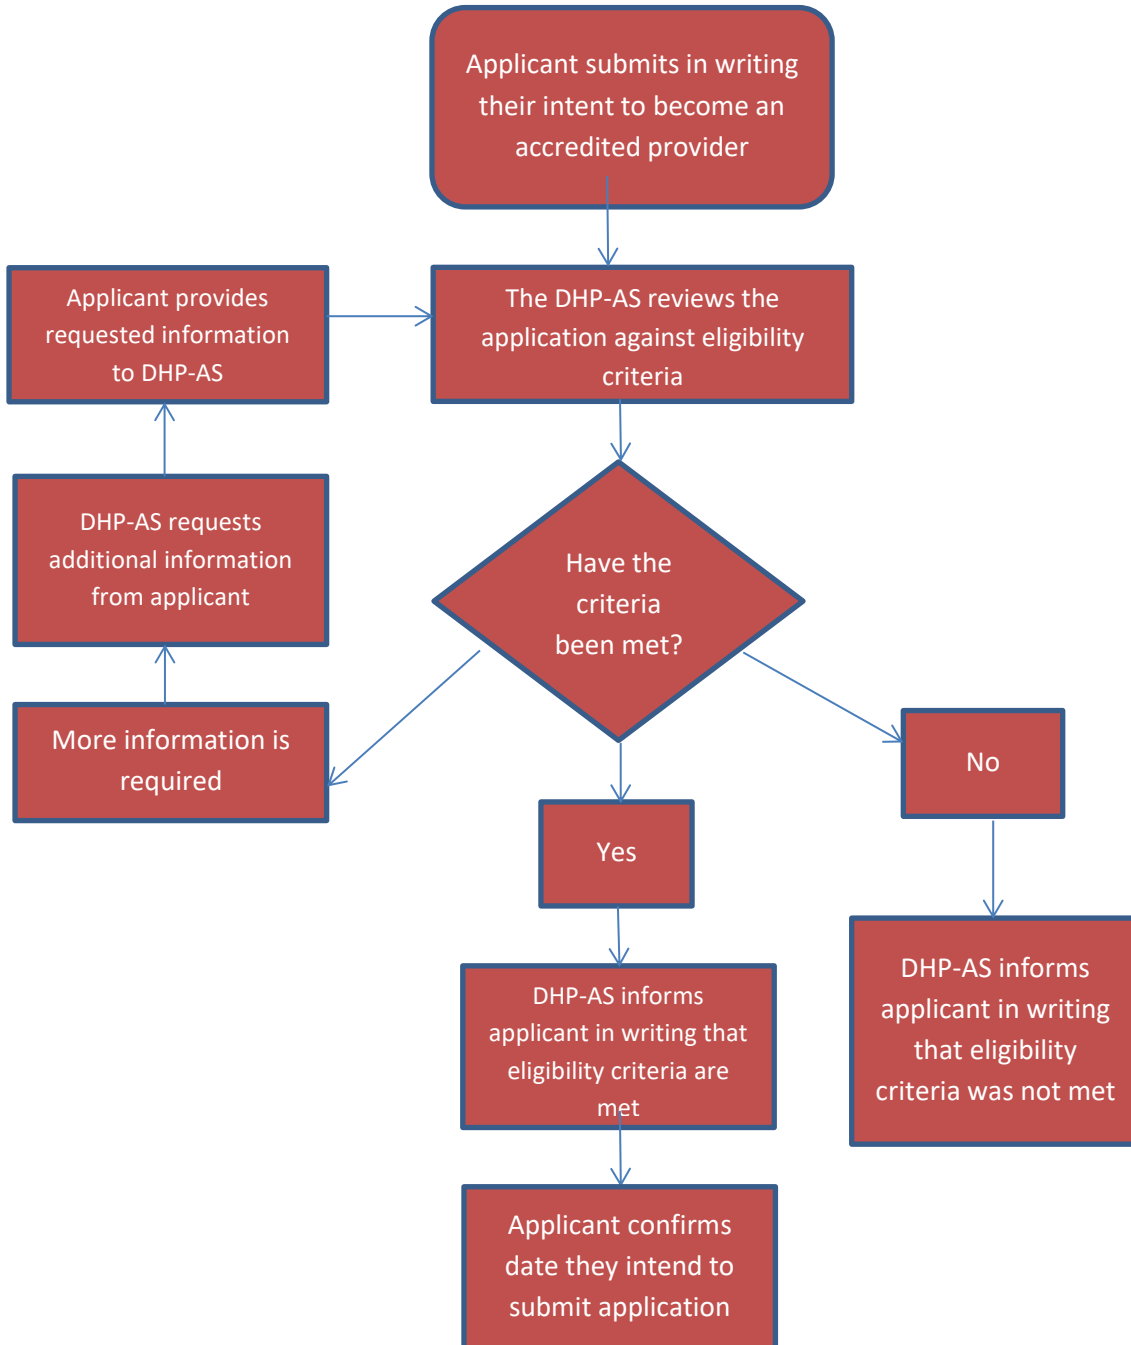 Applicant submits in writing
their intent to become an
accredited provider
Applicant provides
requested information
to DHP-AS
The DHP-AS reviews the
application against eligibility
criteria
DHP-AS requests
additional information
from applicant
Have the
criteria
been met?
More information is
required
No
Yes
DHP-AS informs
applicant in writing
that eligibility
criteria was not met
DHP-AS informs
applicant in writing that
eligibility criteria are
met
Applicant confirms
date they intend to
submit application